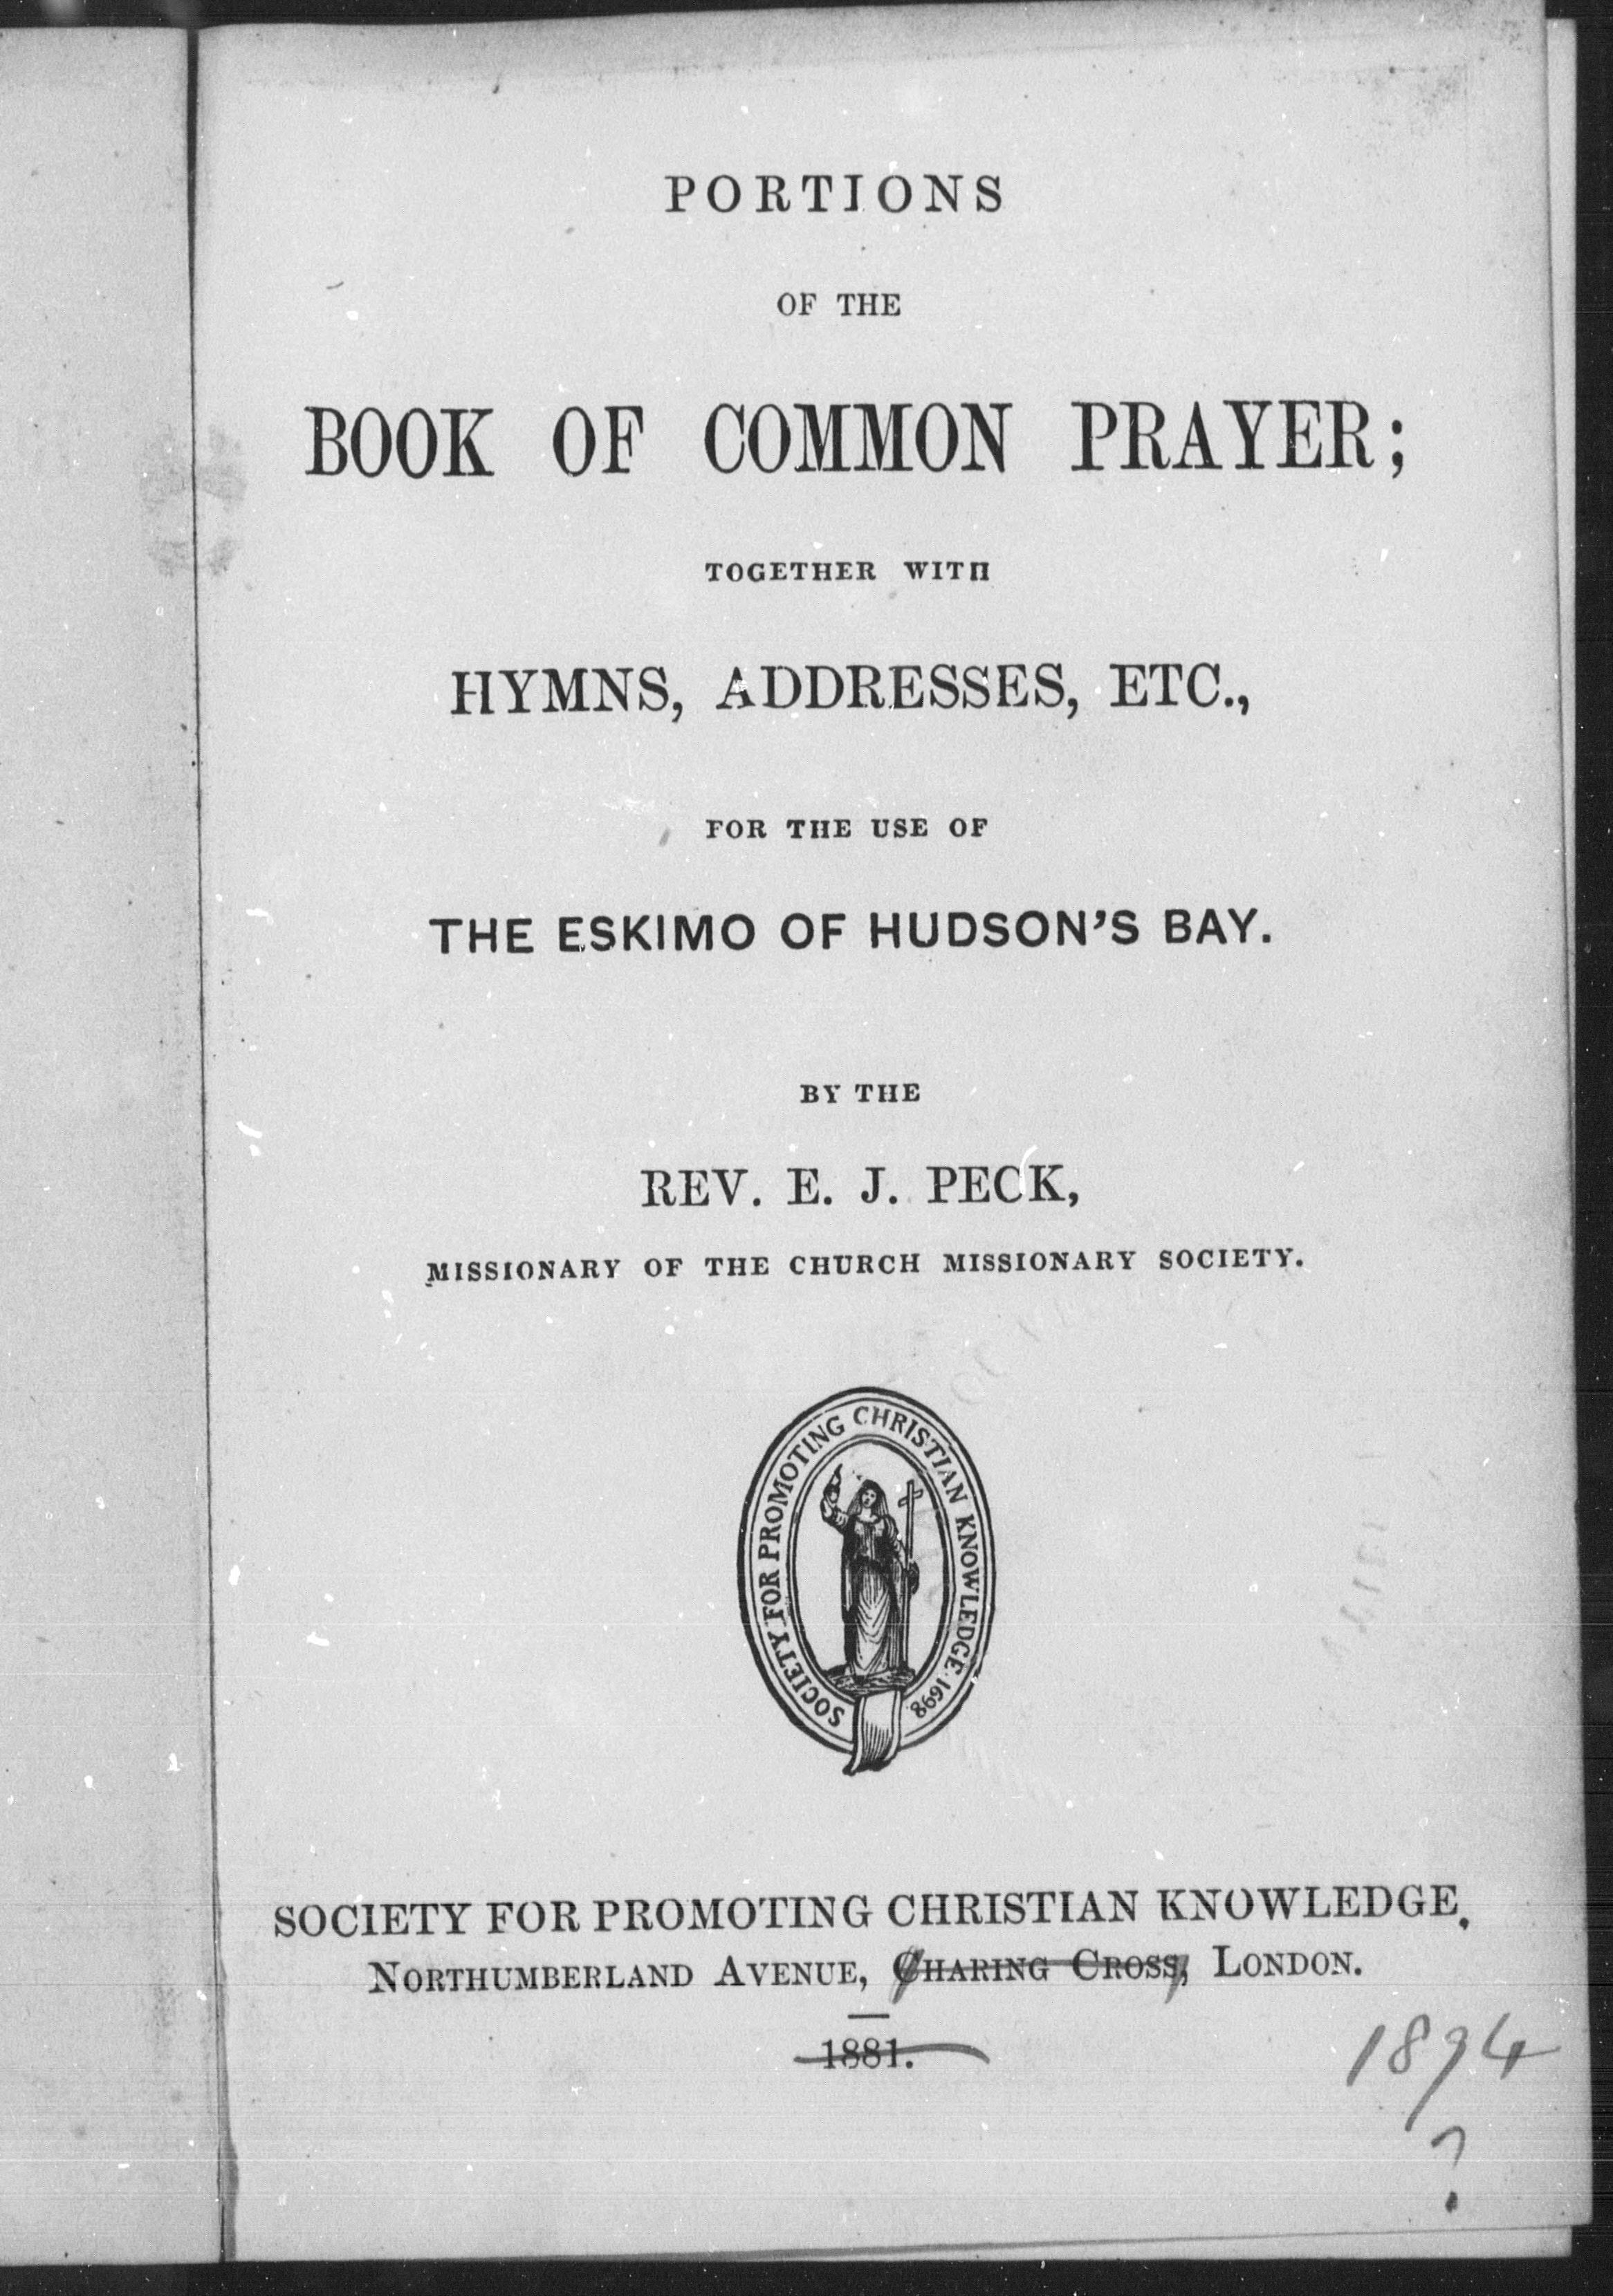 PORTIONS
OF THE
BOOK OF COMMON PRAYER;
TOGETHER WITH
HYMNS, ADDRESSES, ETC.,
FOR THE USE OF
THE ESKIMO OF HUDSON'S BAY.
BY THE
REV. E. J. PECK,
MISSIONARY OF THE CHURCH MISSIONARY SOCIETY.
SOCIETY FOR PROMOTING CHRISTIAN KNOWLEDGE·1698.
SOCIETY FOR PROMOTING CHRISTIAN KNOWLEDGE,
NORTHUMBERLAND AVENUE, CHARING CROSS, LONDON.
1881.
1894
?